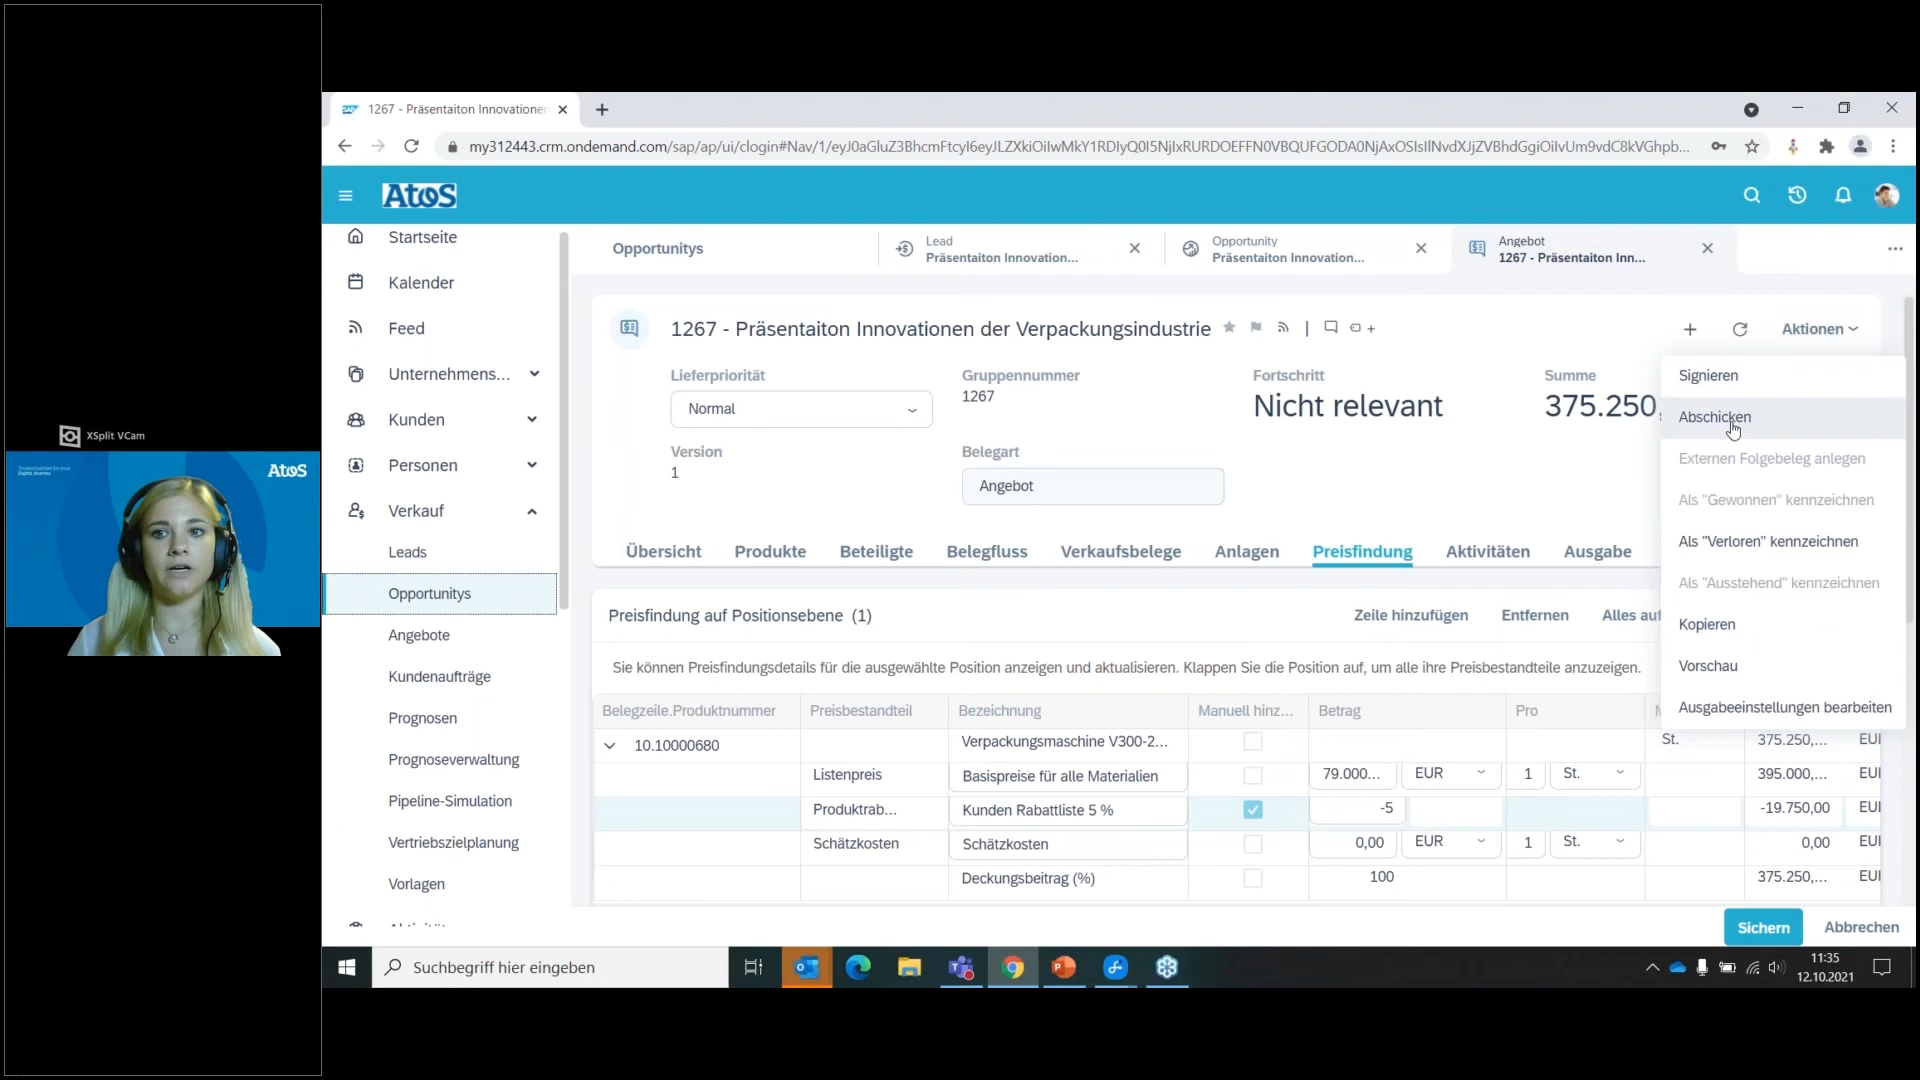 XSplit VCam
Atos
1267 - Präsentaiton Innovationen
my312443.crm.ondemand.com/sap/ap/ui/clogin#Nav/1/eyJ0aGluZ3BhcmFtcyI6eyJLZXkiOiIwMkY1RDIyQ0I5NjIxRURDOEFFN0VBQUFGODA0NjAxOSIsIlNvdXJjZVBhdGgiOiIvUm9vdC8kVGhpb...
Atos
Startseite
Kalender
Feed
Unternehmens...
Kunden
Personen
Verkauf
Leads
Opportunitys
Angebote
Kundenaufträge
Prognosen
Prognoseverwaltung
Pipeline-Simulation
Vertriebszielplanung
Vorlagen
Opportunitys
Lead
Präsentaiton Innovation...
Opportunity
Präsentaiton Innovation...
Angebot
1267 - Präsentaiton Inn...
1267 - Präsentaiton Innovationen der Verpackungsindustrie
Aktionen
Lieferpriorität
Normal
Gruppennummer
1267
Fortschritt
Nicht relevant
Summe
375.250,
Version
1
Belegart
Angebot
Signieren
Abschicken
Externen Folgebeleg anlegen
Als "Gewonnen" kennzeichnen
Als "Verloren" kennzeichnen
Als "Ausstehend" kennzeichnen
Kopieren
Vorschau
Ausgabeeinstellungen bearbeiten
Übersicht Produkte Beteiligte Belegfluss Verkaufsbelege Anlagen Preisfindung Aktivitäten Ausgabe
Preisfindung auf Positionsebene (1) Zeile hinzufügen Entfernen Alles auf
Sie können Preisfindungsdetails für die ausgewählte Position anzeigen und aktualisieren. Klappen Sie die Position auf, um alle ihre Preisbestandteile anzuzeigen.
Belegzeile.Produktnummer Preisbestandteil Bezeichnung Manuell hinz... Betrag Pro
10.10000680 Verpackungsmaschine V300-2... St. 375.250,... EU
Listenpreis Basispreise für alle Materialien 79.000... EUR 1 St. 395.000,... EU
Produktrab... Kunden Rabattliste 5 % -5 -19.750,00 EU
Schätzkosten Schätzkosten 0,00 EUR 1 St. 0,00 EU
Deckungsbeitrag (%) 100 375.250,... EU
Sichern Abbrechen
Suchbegriff hier eingeben
11:35
12.10.2021